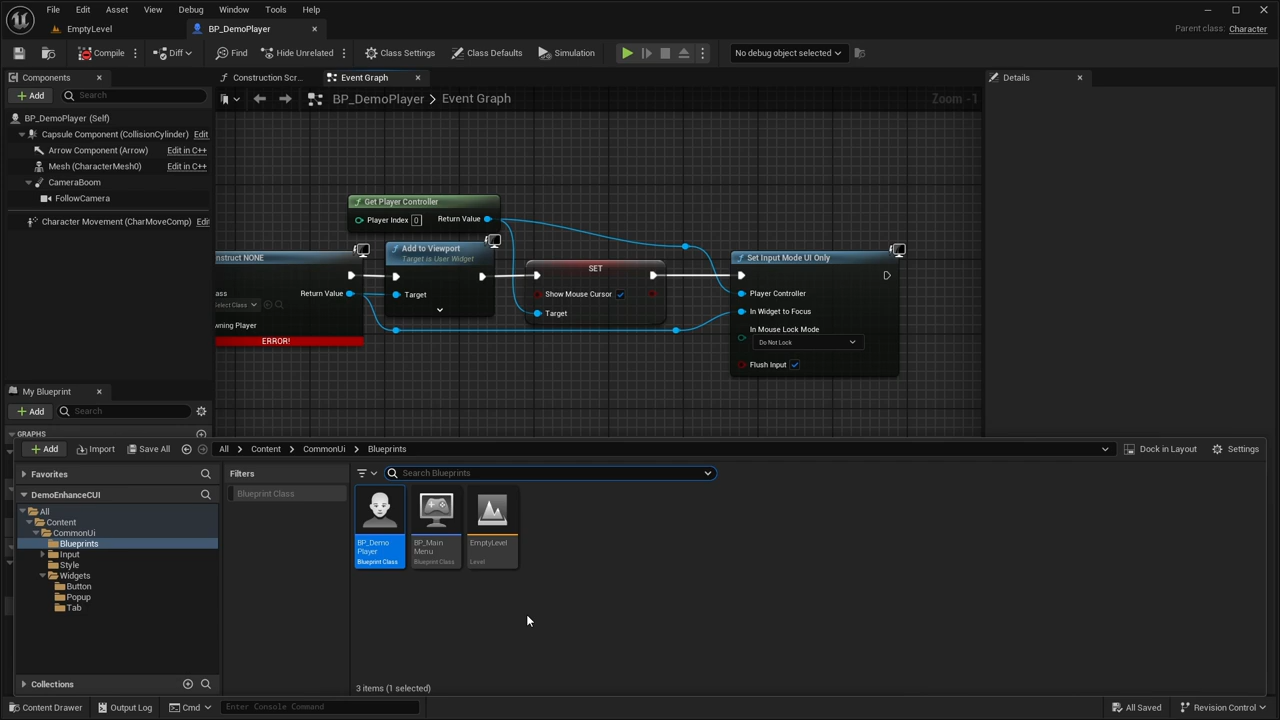 File Edit Asset View Debug Window Tools Help
EmptyLevel BP_DemoPlayer
Parent class: Character
Compile Diff Find Hide Unrelated Class Settings Class Defaults Simulation No debug object selected
Components
Add Search
BP_DemoPlayer (Self)
Capsule Component (CollisionCylinder) Edit
Arrow Component (Arrow) Edit in C++
Mesh (CharacterMesh0) Edit in C++
CameraBoom
FollowCamera
Character Movement (CharMoveComp) Edi
My Blueprint
Add Search
GRAPHS
Construction Scr... Event Graph
BP_DemoPlayer > Event Graph
Zoom -1
Details
Get Player Controller
Player Index 0 Return Value
nstruct NONE
ass Return Value
Select Class
wning Player
ERROR!
Add to Viewport
Target is User Widget
Target
SET
Show Mouse Cursor
Target
Set Input Mode UI Only
Player Controller
In Widget to Focus
In Mouse Lock Mode
Do Not Lock
Flush Input
Add Import Save All All > Content > CommonUi > Blueprints
Dock in Layout Settings
Favorites
DemoEnhanceCUI
All
Content
CommonUi
Blueprints
Input
Style
Widgets
Button
Popup
Tab
Collections
Filters
Blueprint Class
Search Blueprints
BP_Demo
Player
Blueprint Class
BP_Main
Menu
Blueprint Class
EmptyLevel
Level
3 items (1 selected)
Content Drawer Output Log Cmd Enter Console Command
All Saved Revision Control